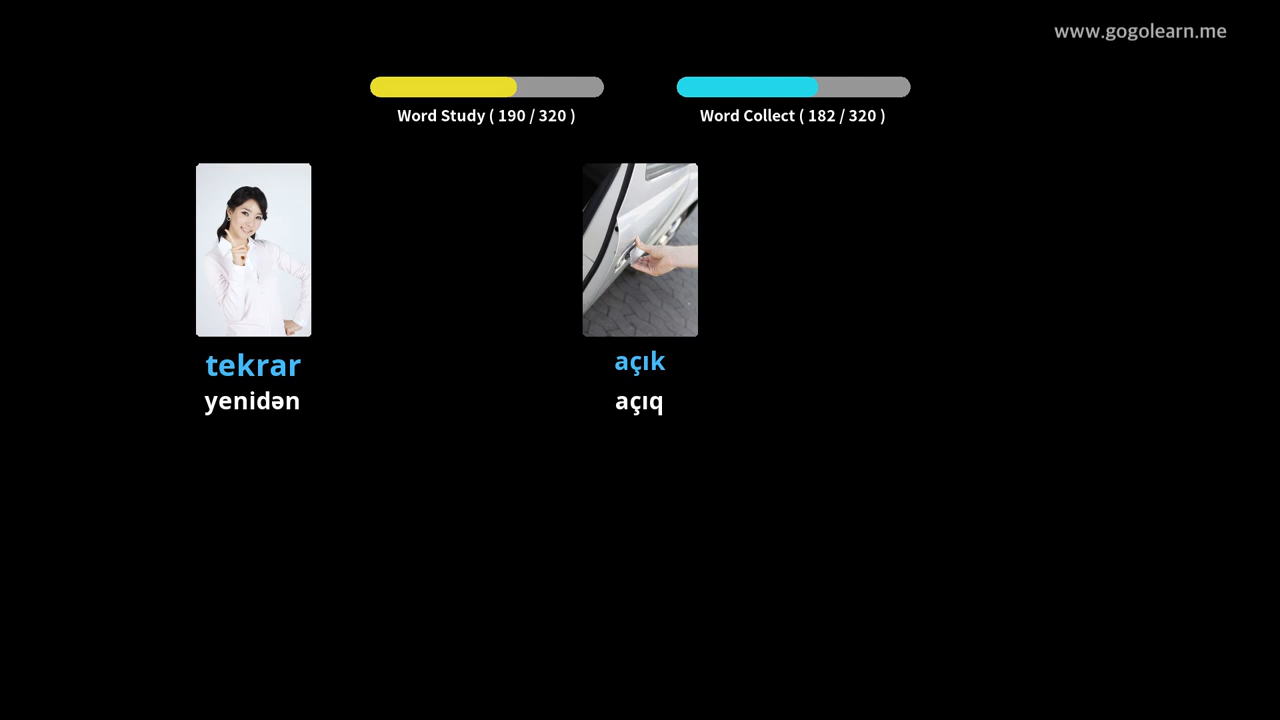 www.gogolearn.me
Word Study ( 190 / 320 )
Word Collect ( 182 / 320 )
tekrar
yenidən
açık
açıq